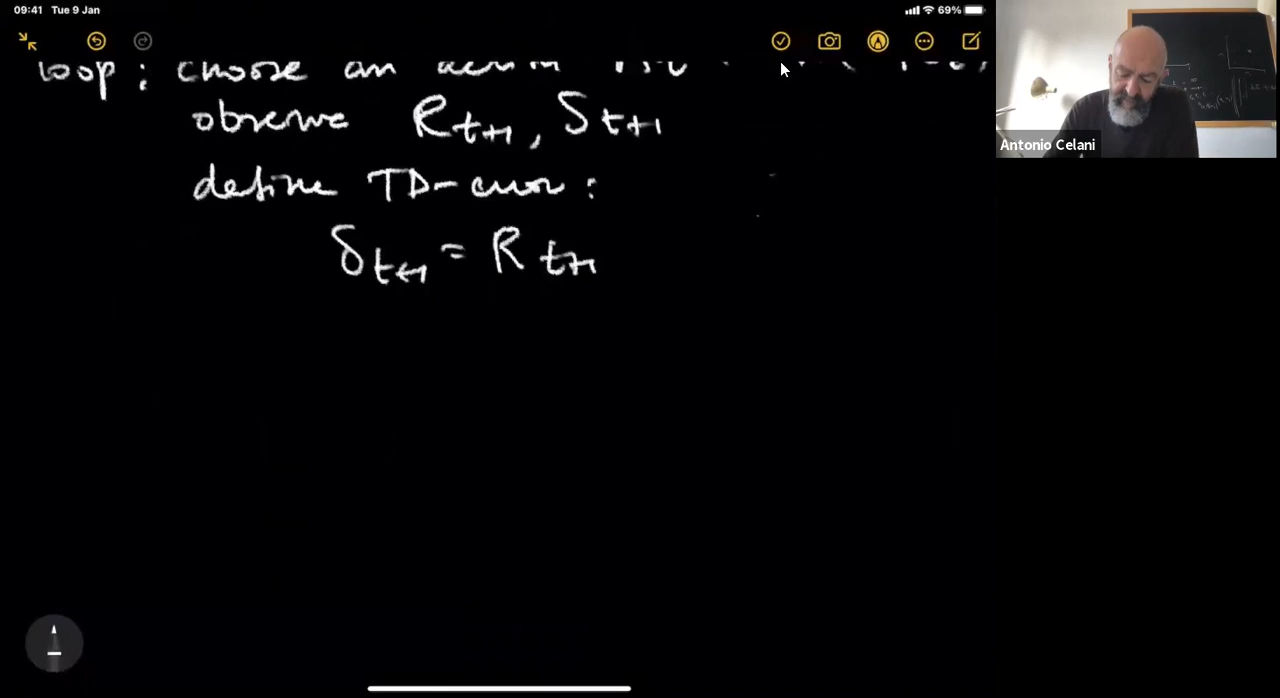 09:41 Tue 9 Jan
69%
loop : choose an
observe R_{t+1}, S_{t+1}
define TD-error :
δ_{t+1} = R_{t+1}
Antonio Celani